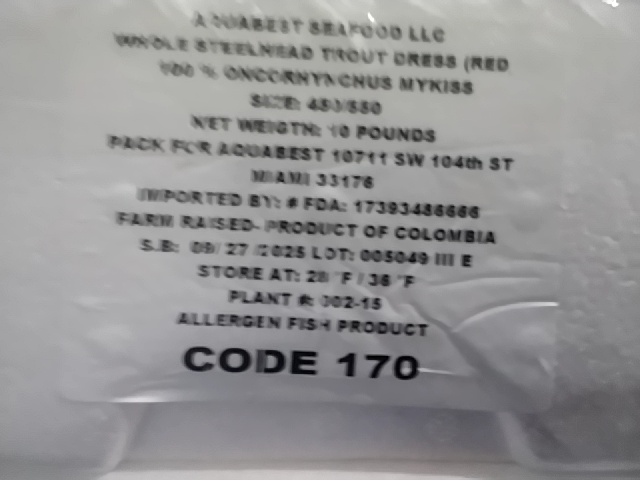 AQUABEST SEAFOOD LLC
WHOLE STEELHEAD TROUT DRESS (RED
100 % ONCORHYNCHUS MYKISS
SIZE: 450/550
NET WEIGTH: 10 POUNDS
PACK FOR AQUABEST 10711 SW 104th ST
MIAMI 33176
IMPORTED BY: # FDA: 17393486666
FARM RAISED- PRODUCT OF COLOMBIA
S.B: 09/ 27 /2025 LOT: 005049 III E
STORE AT: 28 °F / 36 °F
PLANT #: 002-15
ALLERGEN FISH PRODUCT
CODE 170